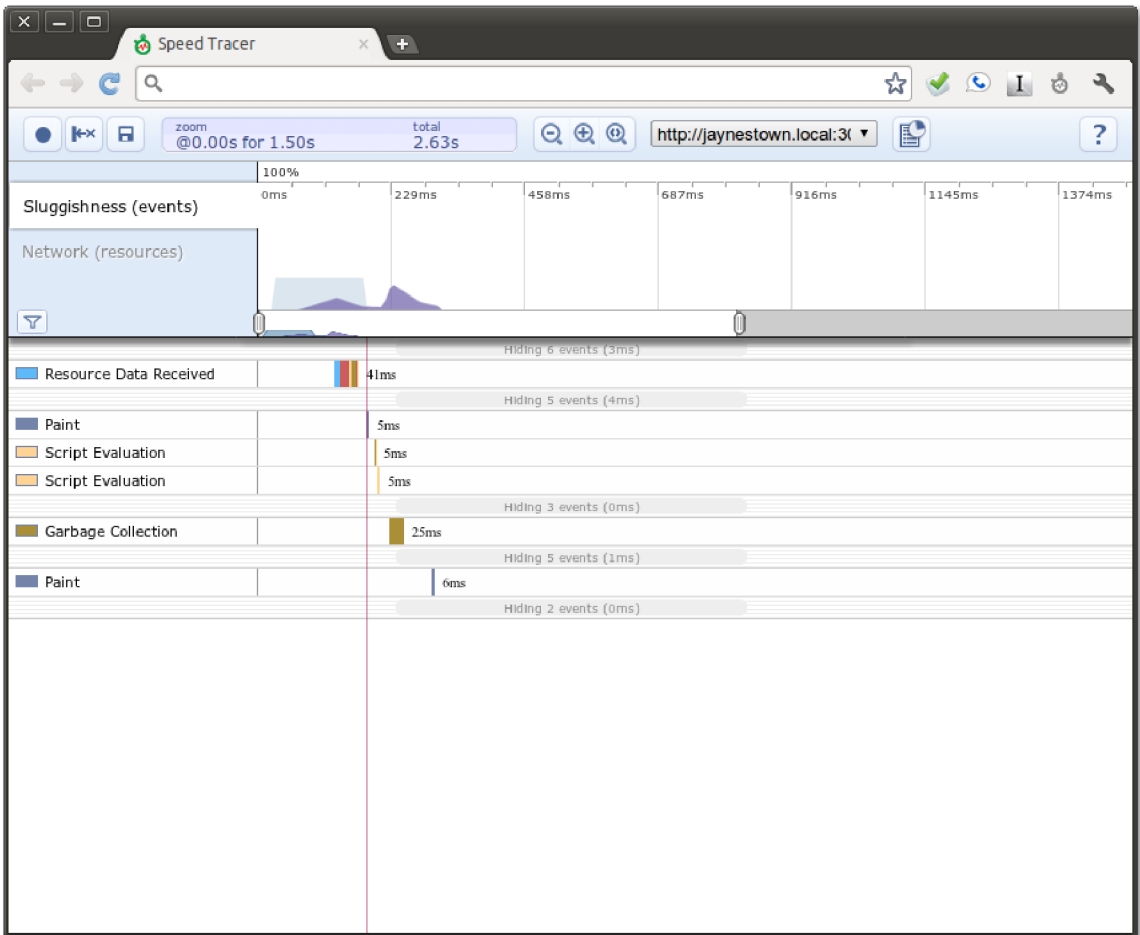 Speed Tracer
I
zoom total
@0.00s for 1.50s 2.63s
http://jaynestown.local:3(
?
100%
0ms 229ms 458ms 687ms 916ms 1145ms 1374ms
Sluggishness (events)
Network (resources)
Hiding 6 events (3ms)
Resource Data Received 41ms
Hiding 5 events (4ms)
Paint 5ms
Script Evaluation 5ms
Script Evaluation 5ms
Hiding 3 events (0ms)
Garbage Collection 25ms
Hiding 5 events (1ms)
Paint 6ms
Hiding 2 events (0ms)